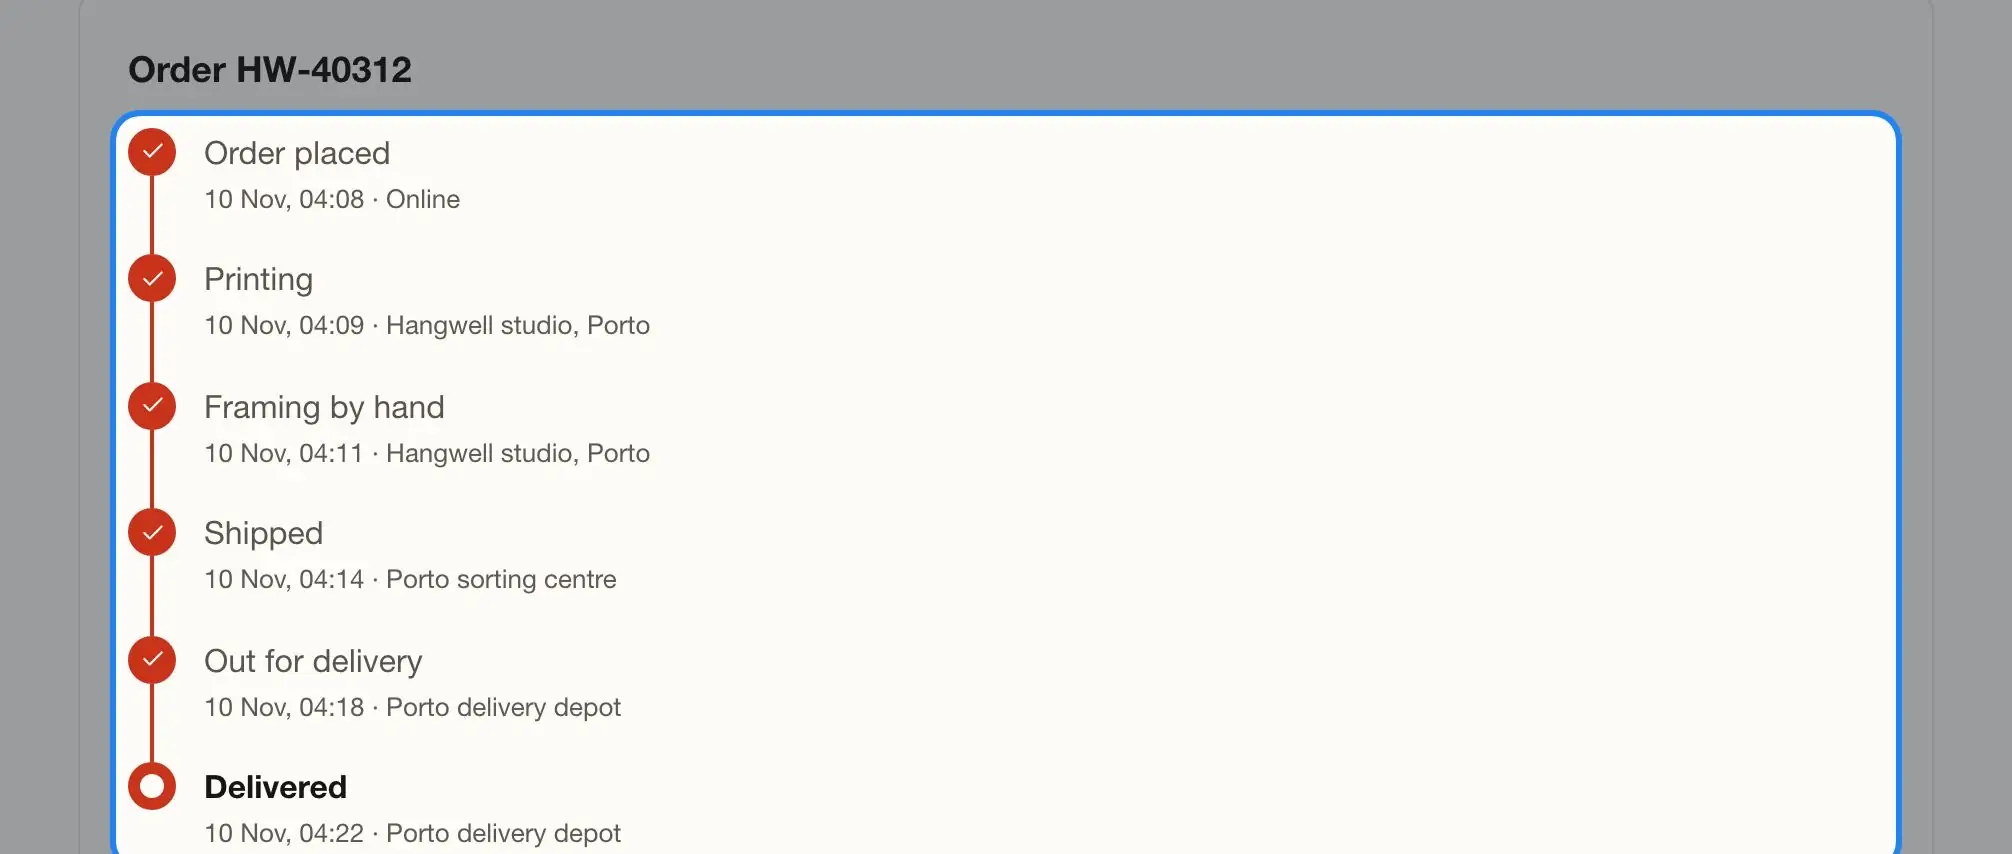 Order HW-40312
Order placed
10 Nov, 04:08 · Online
Printing
10 Nov, 04:09 · Hangwell studio, Porto
Framing by hand
10 Nov, 04:11 · Hangwell studio, Porto
Shipped
10 Nov, 04:14 · Porto sorting centre
Out for delivery
10 Nov, 04:18 · Porto delivery depot
Delivered
10 Nov, 04:22 · Porto delivery depot